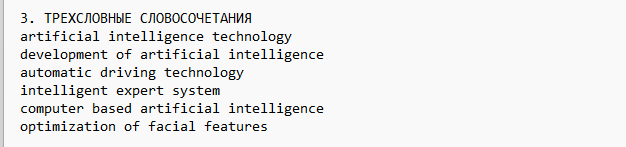 3. ТРЕХСЛОВНЫЕ СЛОВОСОЧЕТАНИЯ
artificial intelligence technology
development of artificial intelligence
automatic driving technology
intelligent expert system
computer based artificial intelligence
optimization of facial features